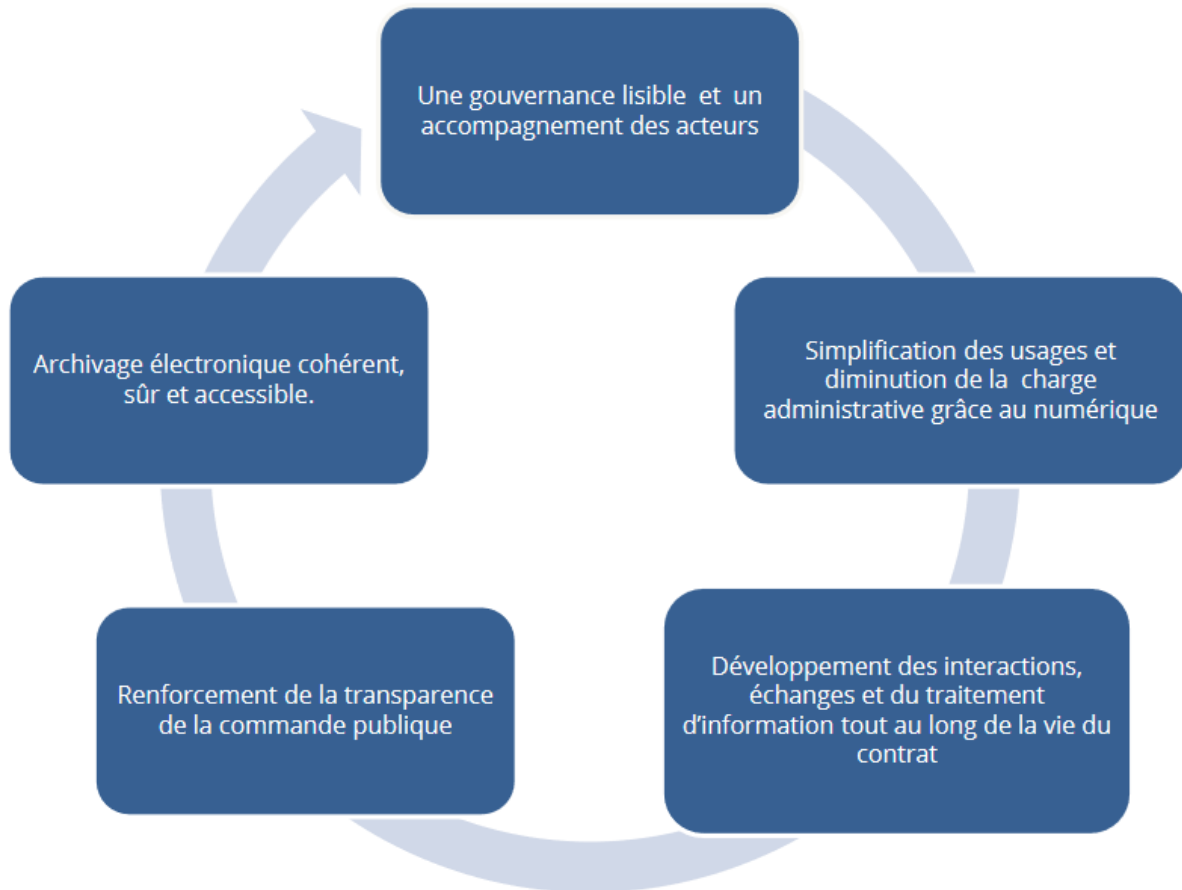 Une gouvernance lisible et un
accompagnement des acteurs
Simplification des usages et
diminution de la charge
administrative grâce au numérique
Développement des interactions,
échanges et du traitement
d’information tout au long de la vie du
contrat
Renforcement de la transparence
de la commande publique
Archivage électronique cohérent,
sûr et accessible.